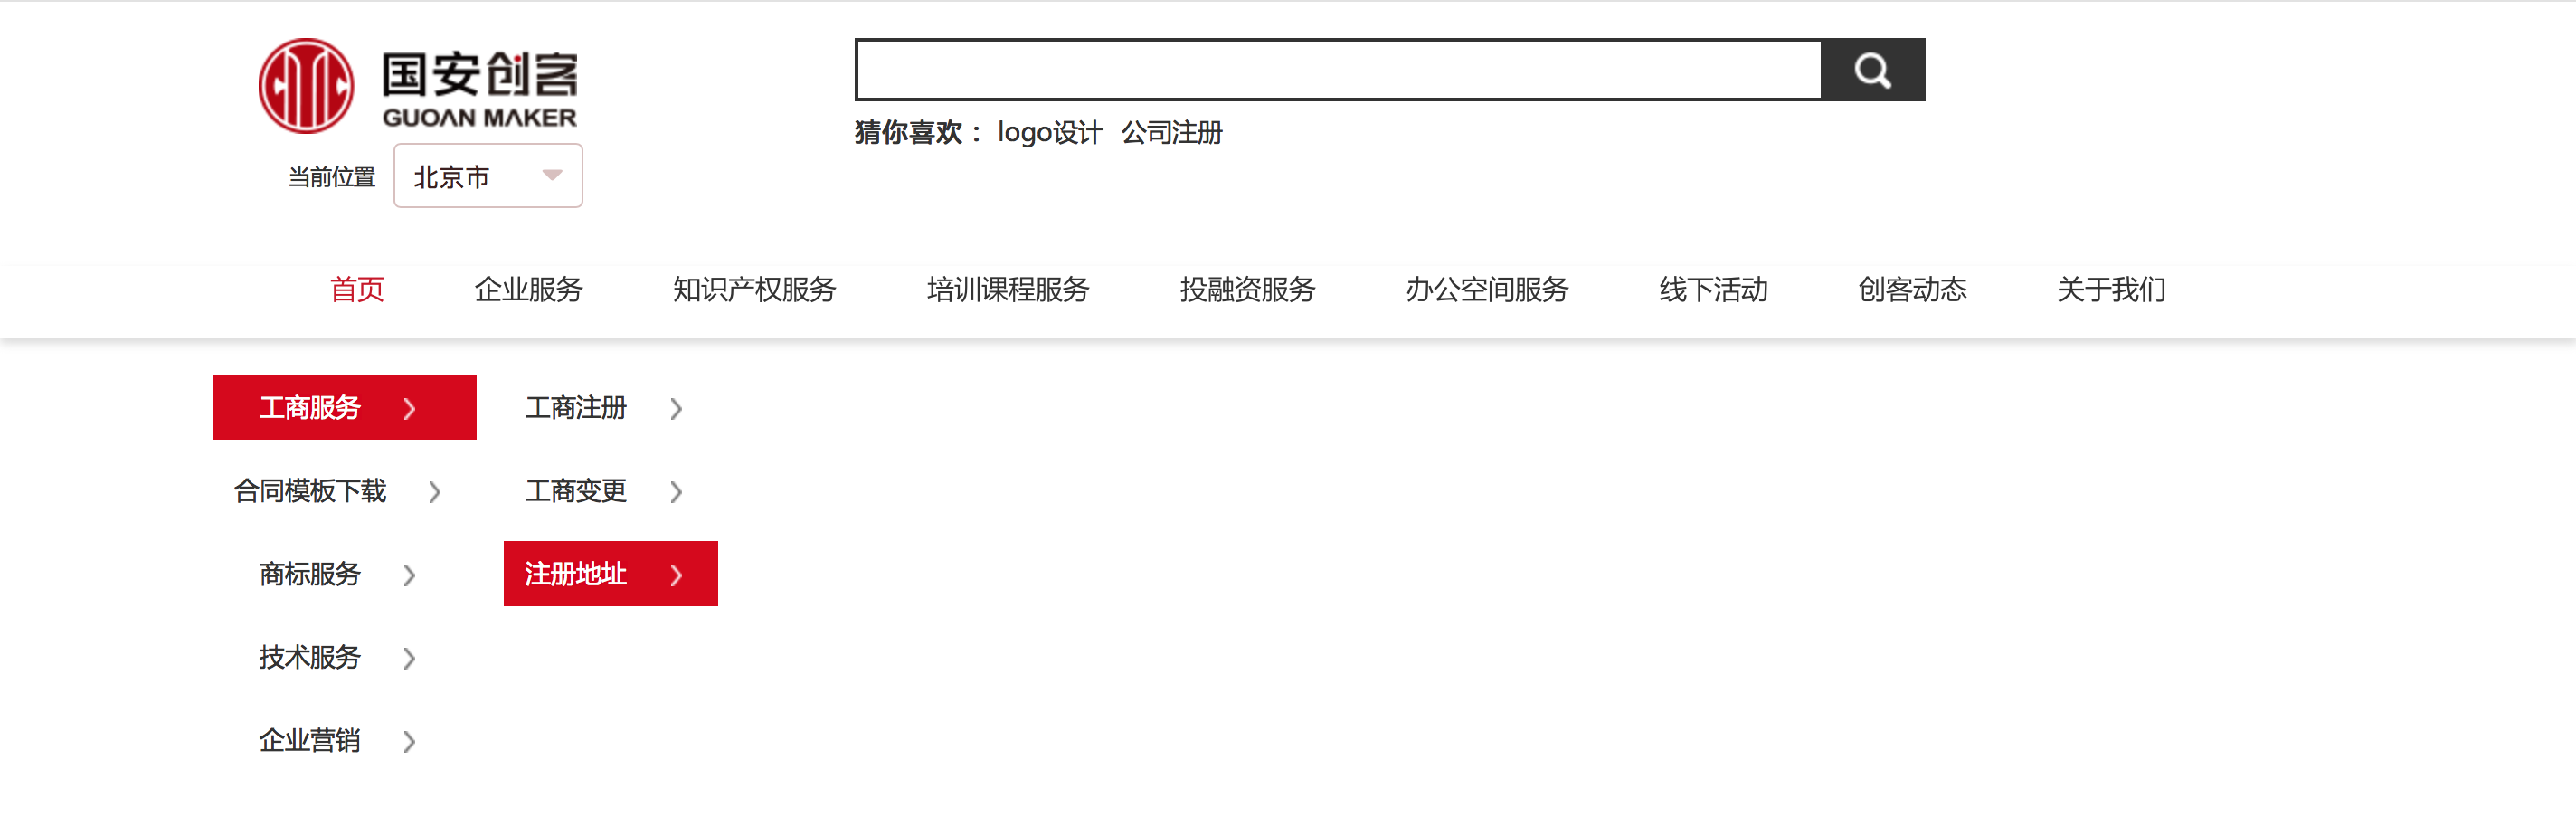 国安创客
GUOAN MAKER
猜你喜欢： logo设计 公司注册
当前位置 北京市
首页 企业服务 知识产权服务 培训课程服务 投融资服务 办公空间服务 线下活动 创客动态 关于我们
工商服务 工商注册
合同模板下载 工商变更
商标服务 注册地址
技术服务
企业营销